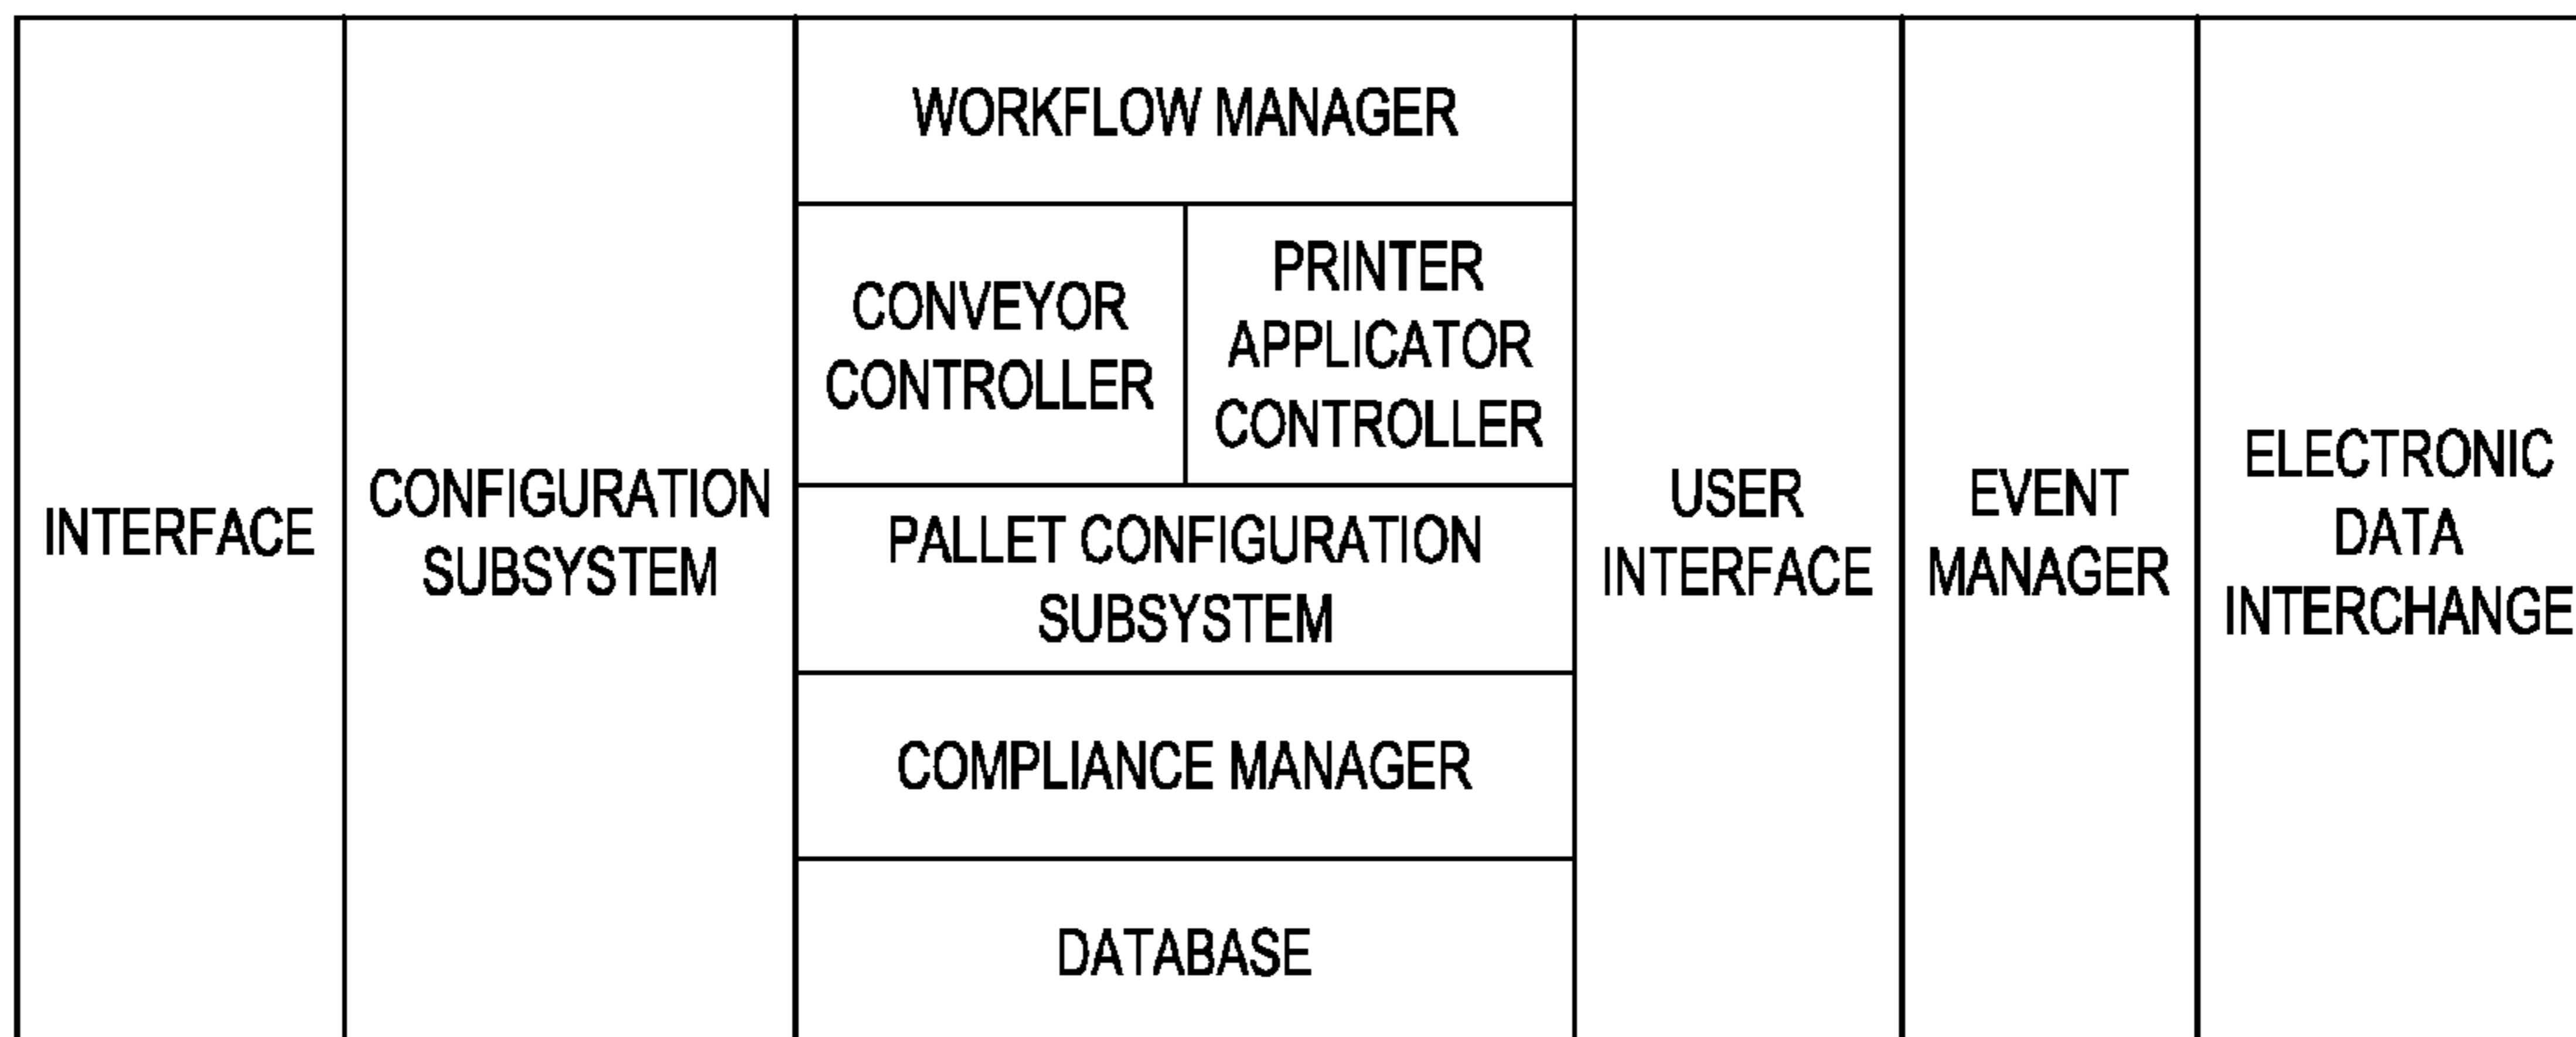 INTERFACE
CONFIGURATION
SUBSYSTEM
WORKFLOW MANAGER
CONVEYOR
CONTROLLER
PRINTER
APPLICATOR
CONTROLLER
PALLET CONFIGURATION
SUBSYSTEM
COMPLIANCE MANAGER
DATABASE
USER
INTERFACE
EVENT
MANAGER
ELECTRONIC
DATA
INTERCHANGE